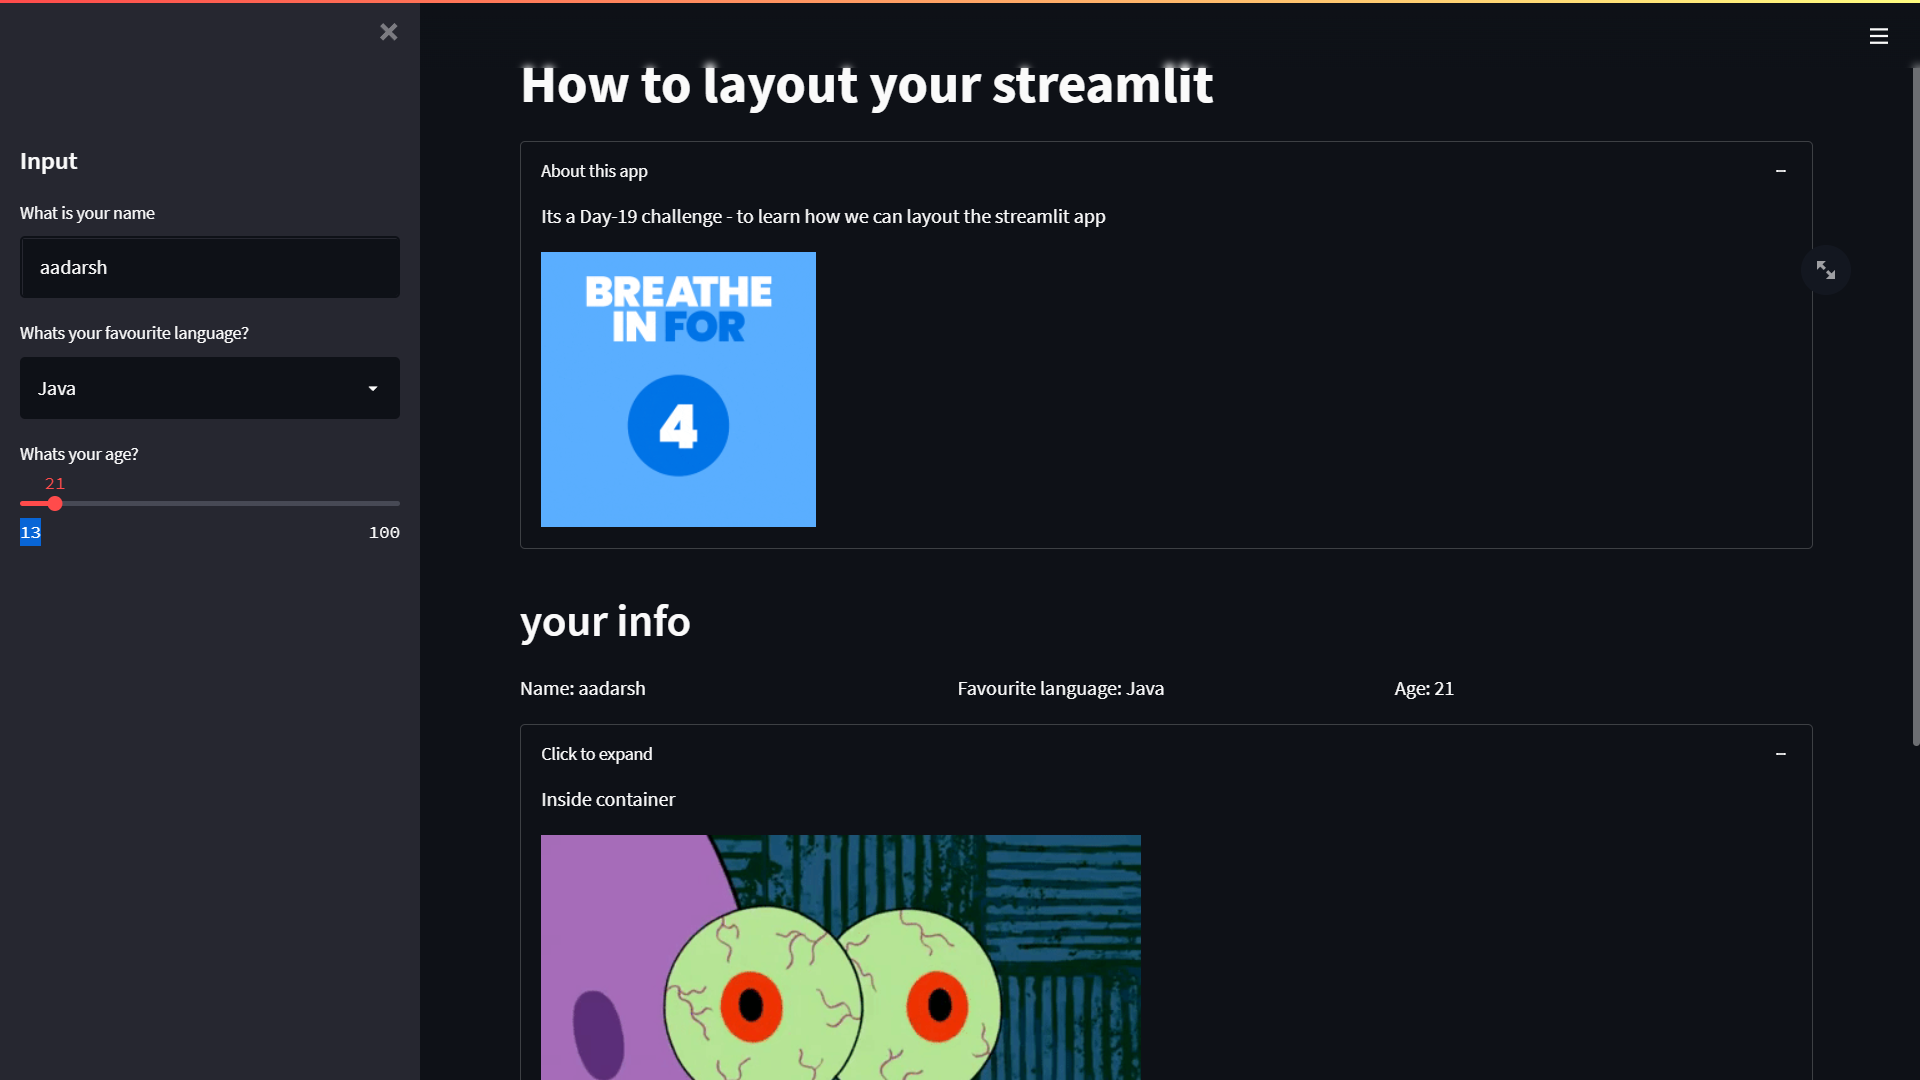 Input
What is your name
aadarsh
Whats your favourite language?
Java
Whats your age?
21
13 100
How to layout your streamlit
About this app
Its a Day-19 challenge - to learn how we can layout the streamlit app
BREATHE
IN FOR
4
your info
Name: aadarsh Favourite language: Java Age: 21
Click to expand
Inside container